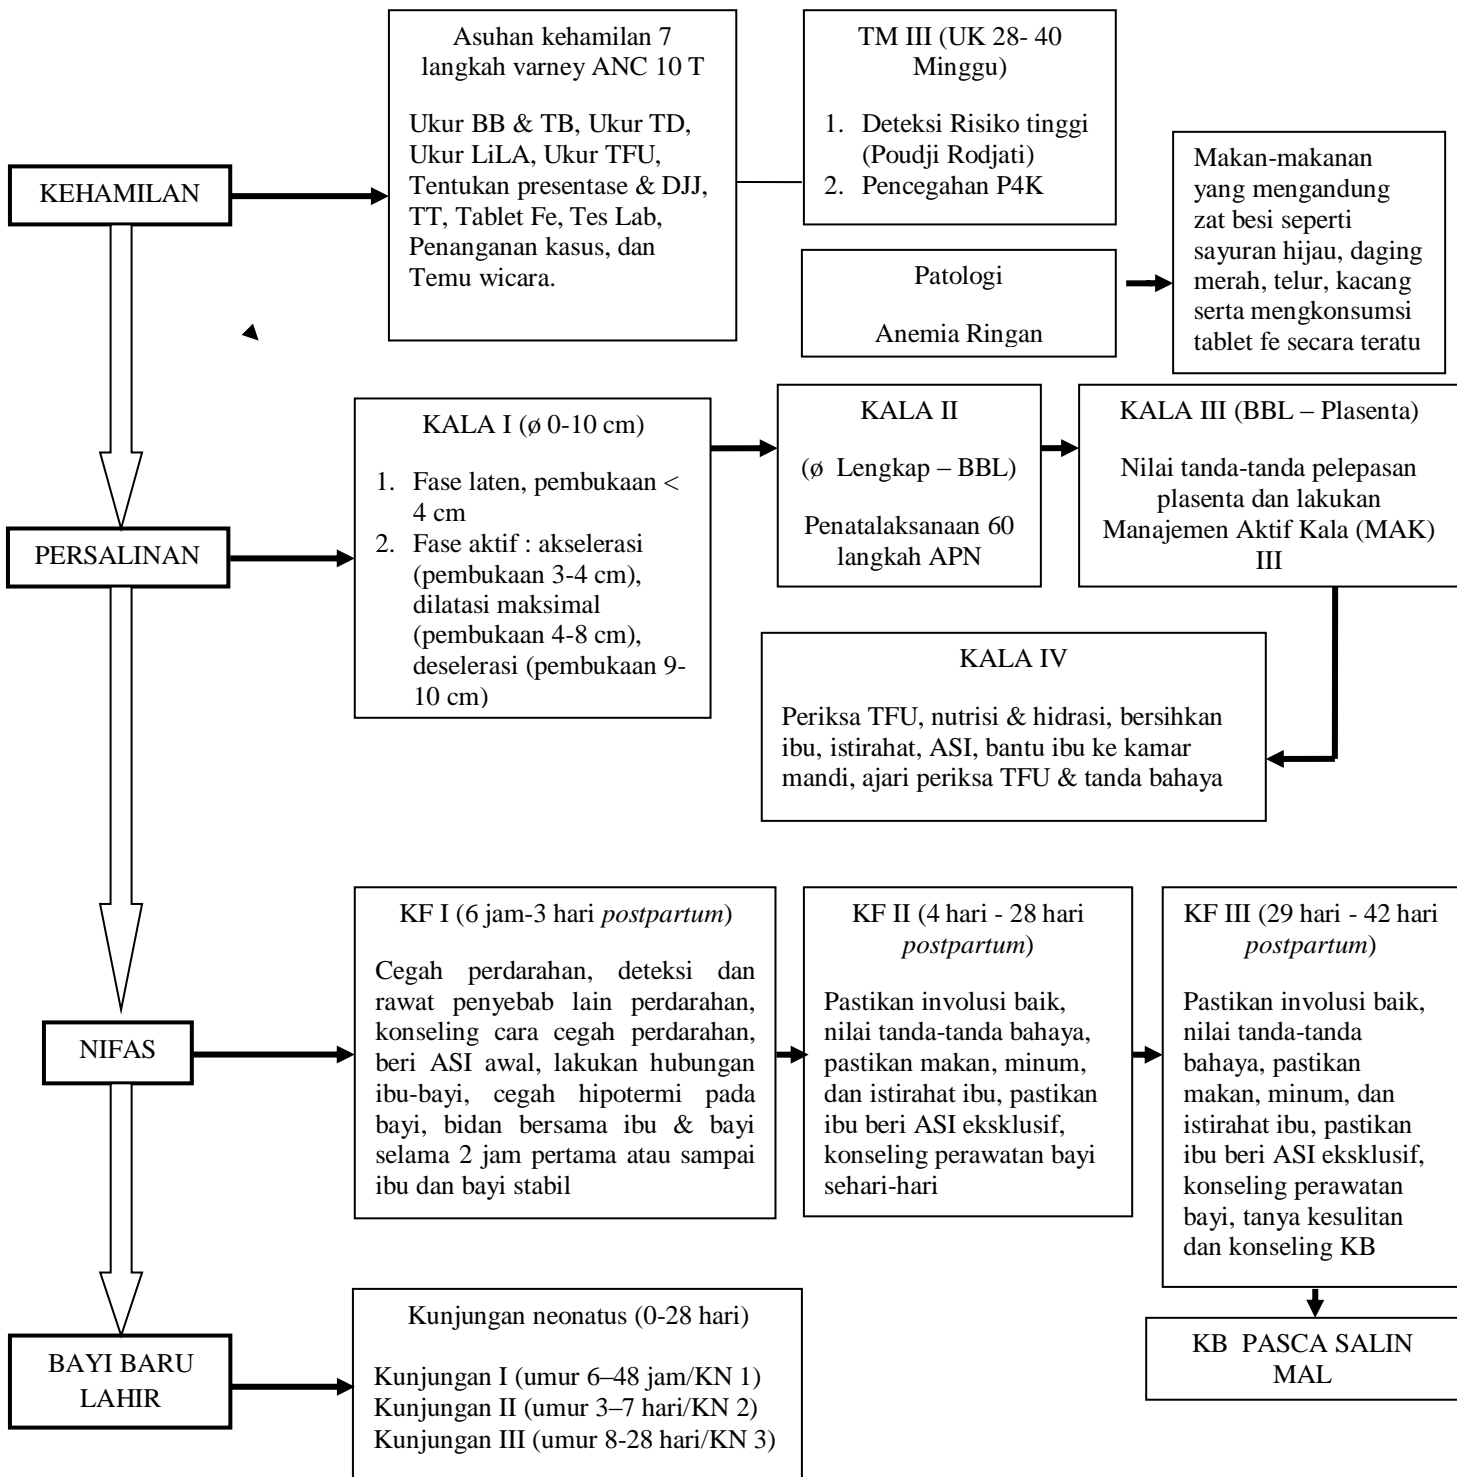 KEHAMILAN
Asuhan kehamilan 7
langkah varney ANC 10 T
Ukur BB & TB, Ukur TD,
Ukur LiLA, Ukur TFU,
Tentukan presentase & DJJ,
TT, Tablet Fe, Tes Lab,
Penanganan kasus, dan
Temu wicara.
TM III (UK 28- 40
Minggu)
1. Deteksi Risiko tinggi
(Poudji Rodjati)
2. Pencegahan P4K
Patologi
Anemia Ringan
Makan-makanan
yang mengandung
zat besi seperti
sayuran hijau, daging
merah, telur, kacang
serta mengkonsumsi
tablet fe secara teratu
PERSALINAN
KALA I (ø 0-10 cm)
1. Fase laten, pembukaan <
4 cm
2. Fase aktif : akselerasi
(pembukaan 3-4 cm),
dilatasi maksimal
(pembukaan 4-8 cm),
deselerasi (pembukaan 9-
10 cm)
KALA II
(ø Lengkap – BBL)
Penatalaksanaan 60
langkah APN
KALA III (BBL – Plasenta)
Nilai tanda-tanda pelepasan
plasenta dan lakukan
Manajemen Aktif Kala (MAK)
III
KALA IV
Periksa TFU, nutrisi & hidrasi, bersihkan
ibu, istirahat, ASI, bantu ibu ke kamar
mandi, ajari periksa TFU & tanda bahaya
NIFAS
KF I (6 jam-3 hari postpartum)
Cegah perdarahan, deteksi dan
rawat penyebab lain perdarahan,
konseling cara cegah perdarahan,
beri ASI awal, lakukan hubungan
ibu-bayi, cegah hipotermi pada
bayi, bidan bersama ibu & bayi
selama 2 jam pertama atau sampai
ibu dan bayi stabil
KF II (4 hari - 28 hari
postpartum)
Pastikan involusi baik,
nilai tanda-tanda bahaya,
pastikan makan, minum,
dan istirahat ibu, pastikan
ibu beri ASI eksklusif,
konseling perawatan bayi
sehari-hari
KF III (29 hari - 42 hari
postpartum)
Pastikan involusi baik,
nilai tanda-tanda
bahaya, pastikan
makan, minum, dan
istirahat ibu, pastikan
ibu beri ASI eksklusif,
konseling perawatan
bayi, tanya kesulitan
dan konseling KB
KB PASCA SALIN
MAL
BAYI BARU
LAHIR
Kunjungan neonatus (0-28 hari)
Kunjungan I (umur 6–48 jam/KN 1)
Kunjungan II (umur 3–7 hari/KN 2)
Kunjungan III (umur 8-28 hari/KN 3)